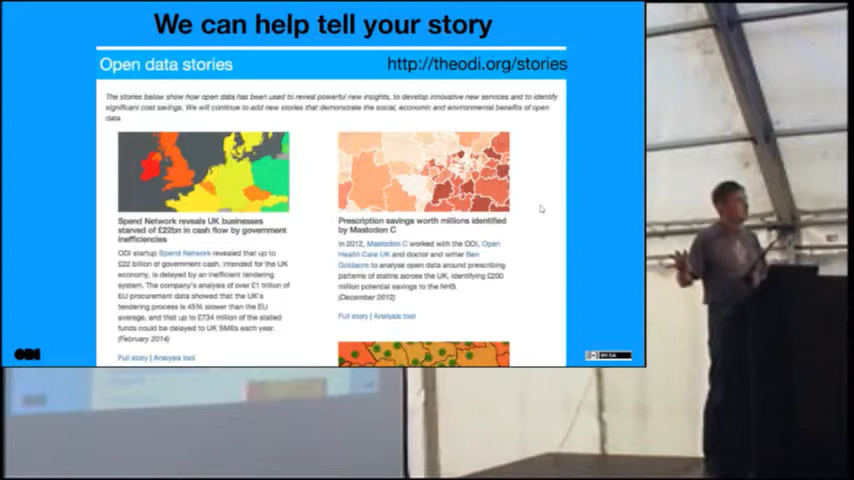 We can help tell your story
Open data stories
http://theodi.org/stories
The stories below show how open data has been used to reveal powerful new insights, to develop innovative new services and to identify
significant cost savings. We will continue to add new stories that demonstrate the social, economic and environmental benefits of open
data.
Spend Network reveals UK businesses
starved of £22bn in cash flow by government
inefficiencies
ODI startup Spend Network revealed that up to
£22 billion of government cash, intended for the UK
economy, is delayed by an inefficient tendering
system. The company's analysis of over £1 trillion of
EU procurement data showed that the UK's
tendering process is 45% slower than the EU
average, and that up to £734 million of the stalled
funds could be delayed to UK SMEs each year.
(February 2014)
Full story | Analysis tool
Prescription savings worth millions identified
by Mastodon C
In 2012, Mastodon C worked with the ODI, Open
Health Care UK and doctor and writer Ben
Goldacre to analyse open data around prescribing
patterns of statins across the UK, identifying £200
million potential savings to the NHS.
(December 2012)
Full story | Analysis tool
ODI
BY-SA